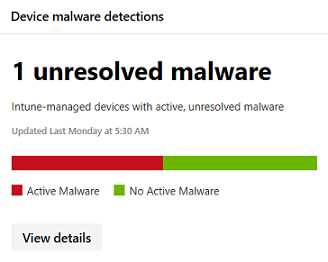 Device malware detections
1 unresolved malware
Intune-managed devices with active, unresolved malware
Updated Last Monday at 5:30 AM
Active Malware No Active Malware
View details